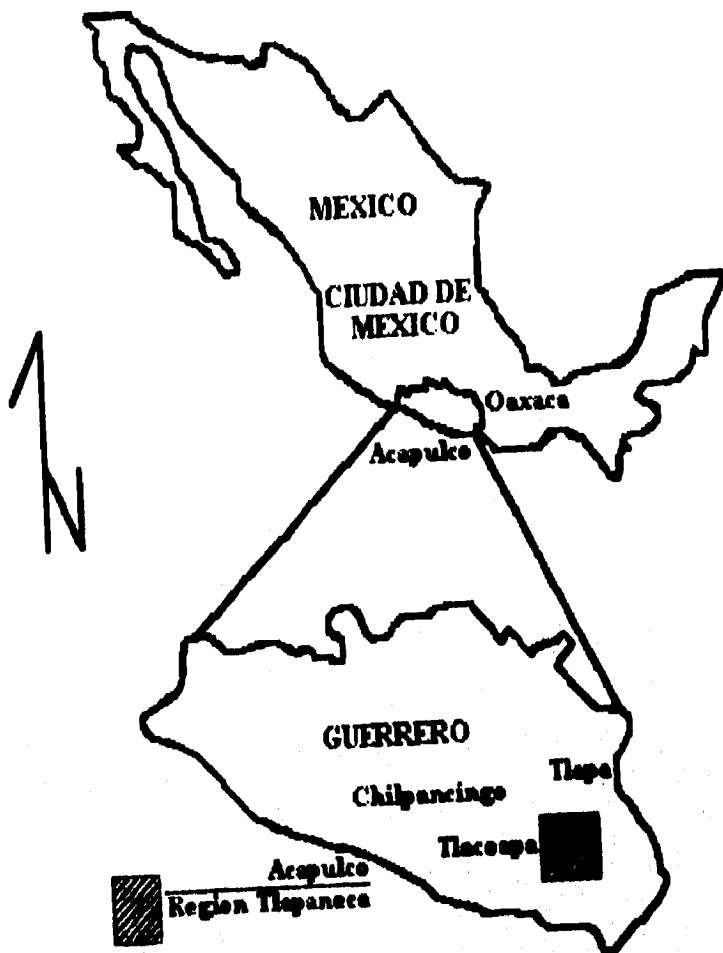 MEXICO
CIUDAD DE
MEXICO
Oaxaca
Acapulco
N
GUERRERO
Tlapa
Chilpancingo
Tlacoapa
Acapulco
Region Tlapaneca